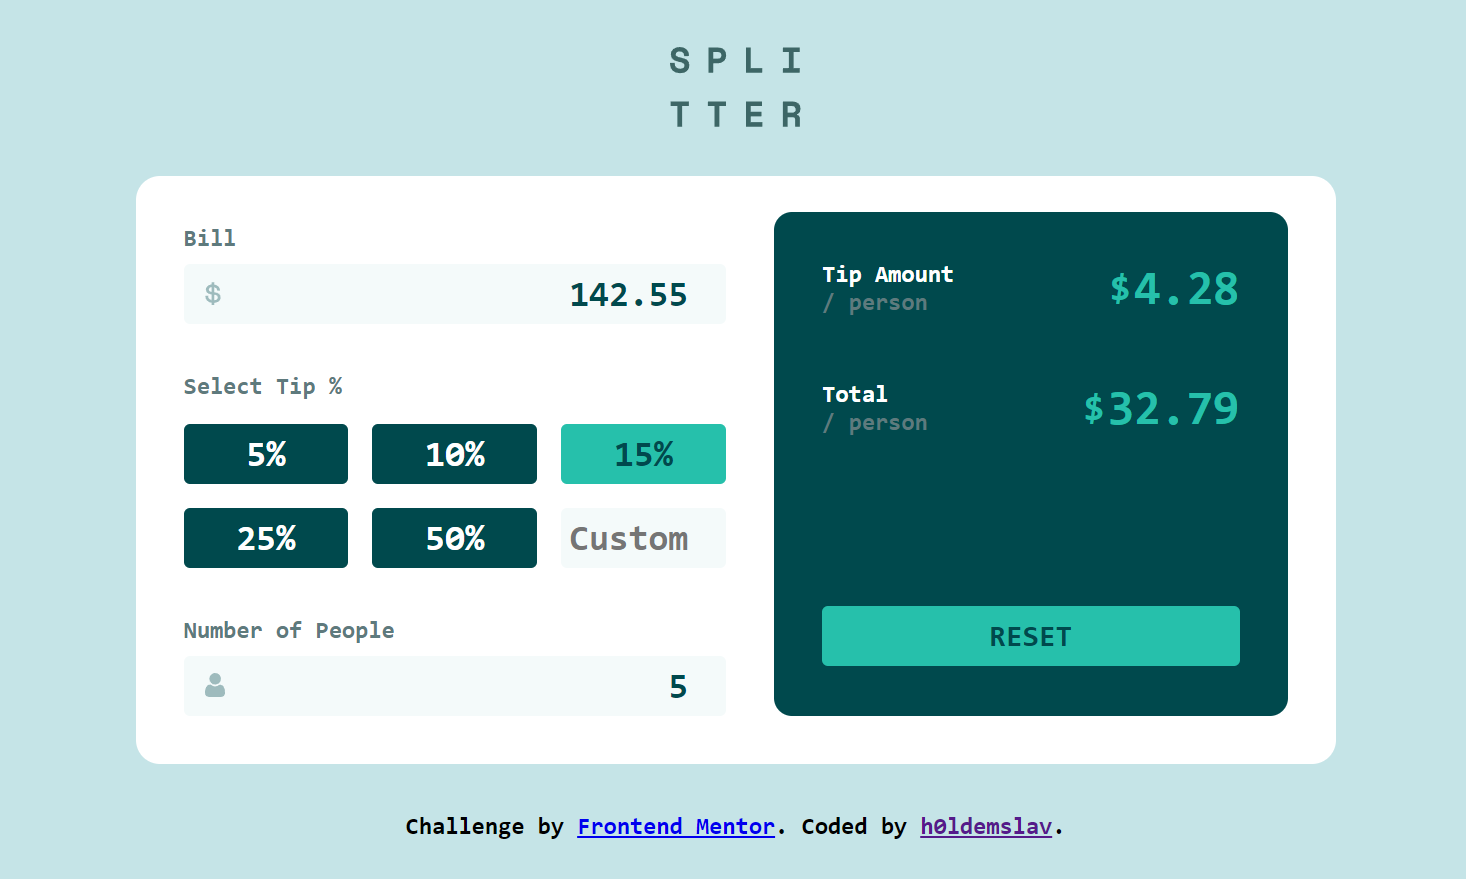 SPLI
TTER
Bill
$ 142.55
Select Tip %
5% 10% 15%
25% 50% Custom
Number of People
5
Tip Amount
/ person
$4.28
Total
/ person
$32.79
RESET
Challenge by Frontend Mentor. Coded by h0ldemslav.